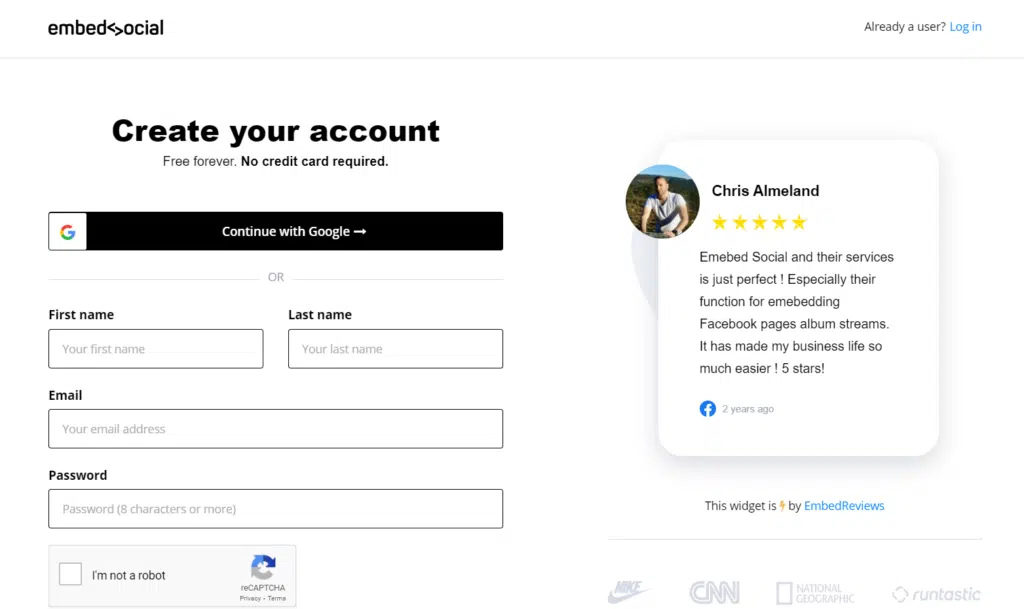 embed<>social
Already a user? Log in
Create your account
Free forever. No credit card required.
Continue with Google →
OR
First name
Last name
Your first name
Your last name
Email
Your email address
Password
Password (8 characters or more)
I'm not a robot
reCAPTCHA
Privacy - Terms
Chris Almeland
Emebed Social and their services
is just perfect ! Especially their
function for emebedding
Facebook pages album streams.
It has made my business life so
much easier ! 5 stars!
2 years ago
This widget is⚡by EmbedReviews
NIKE
CNN
NATIONAL
GEOGRAPHIC
runtastic